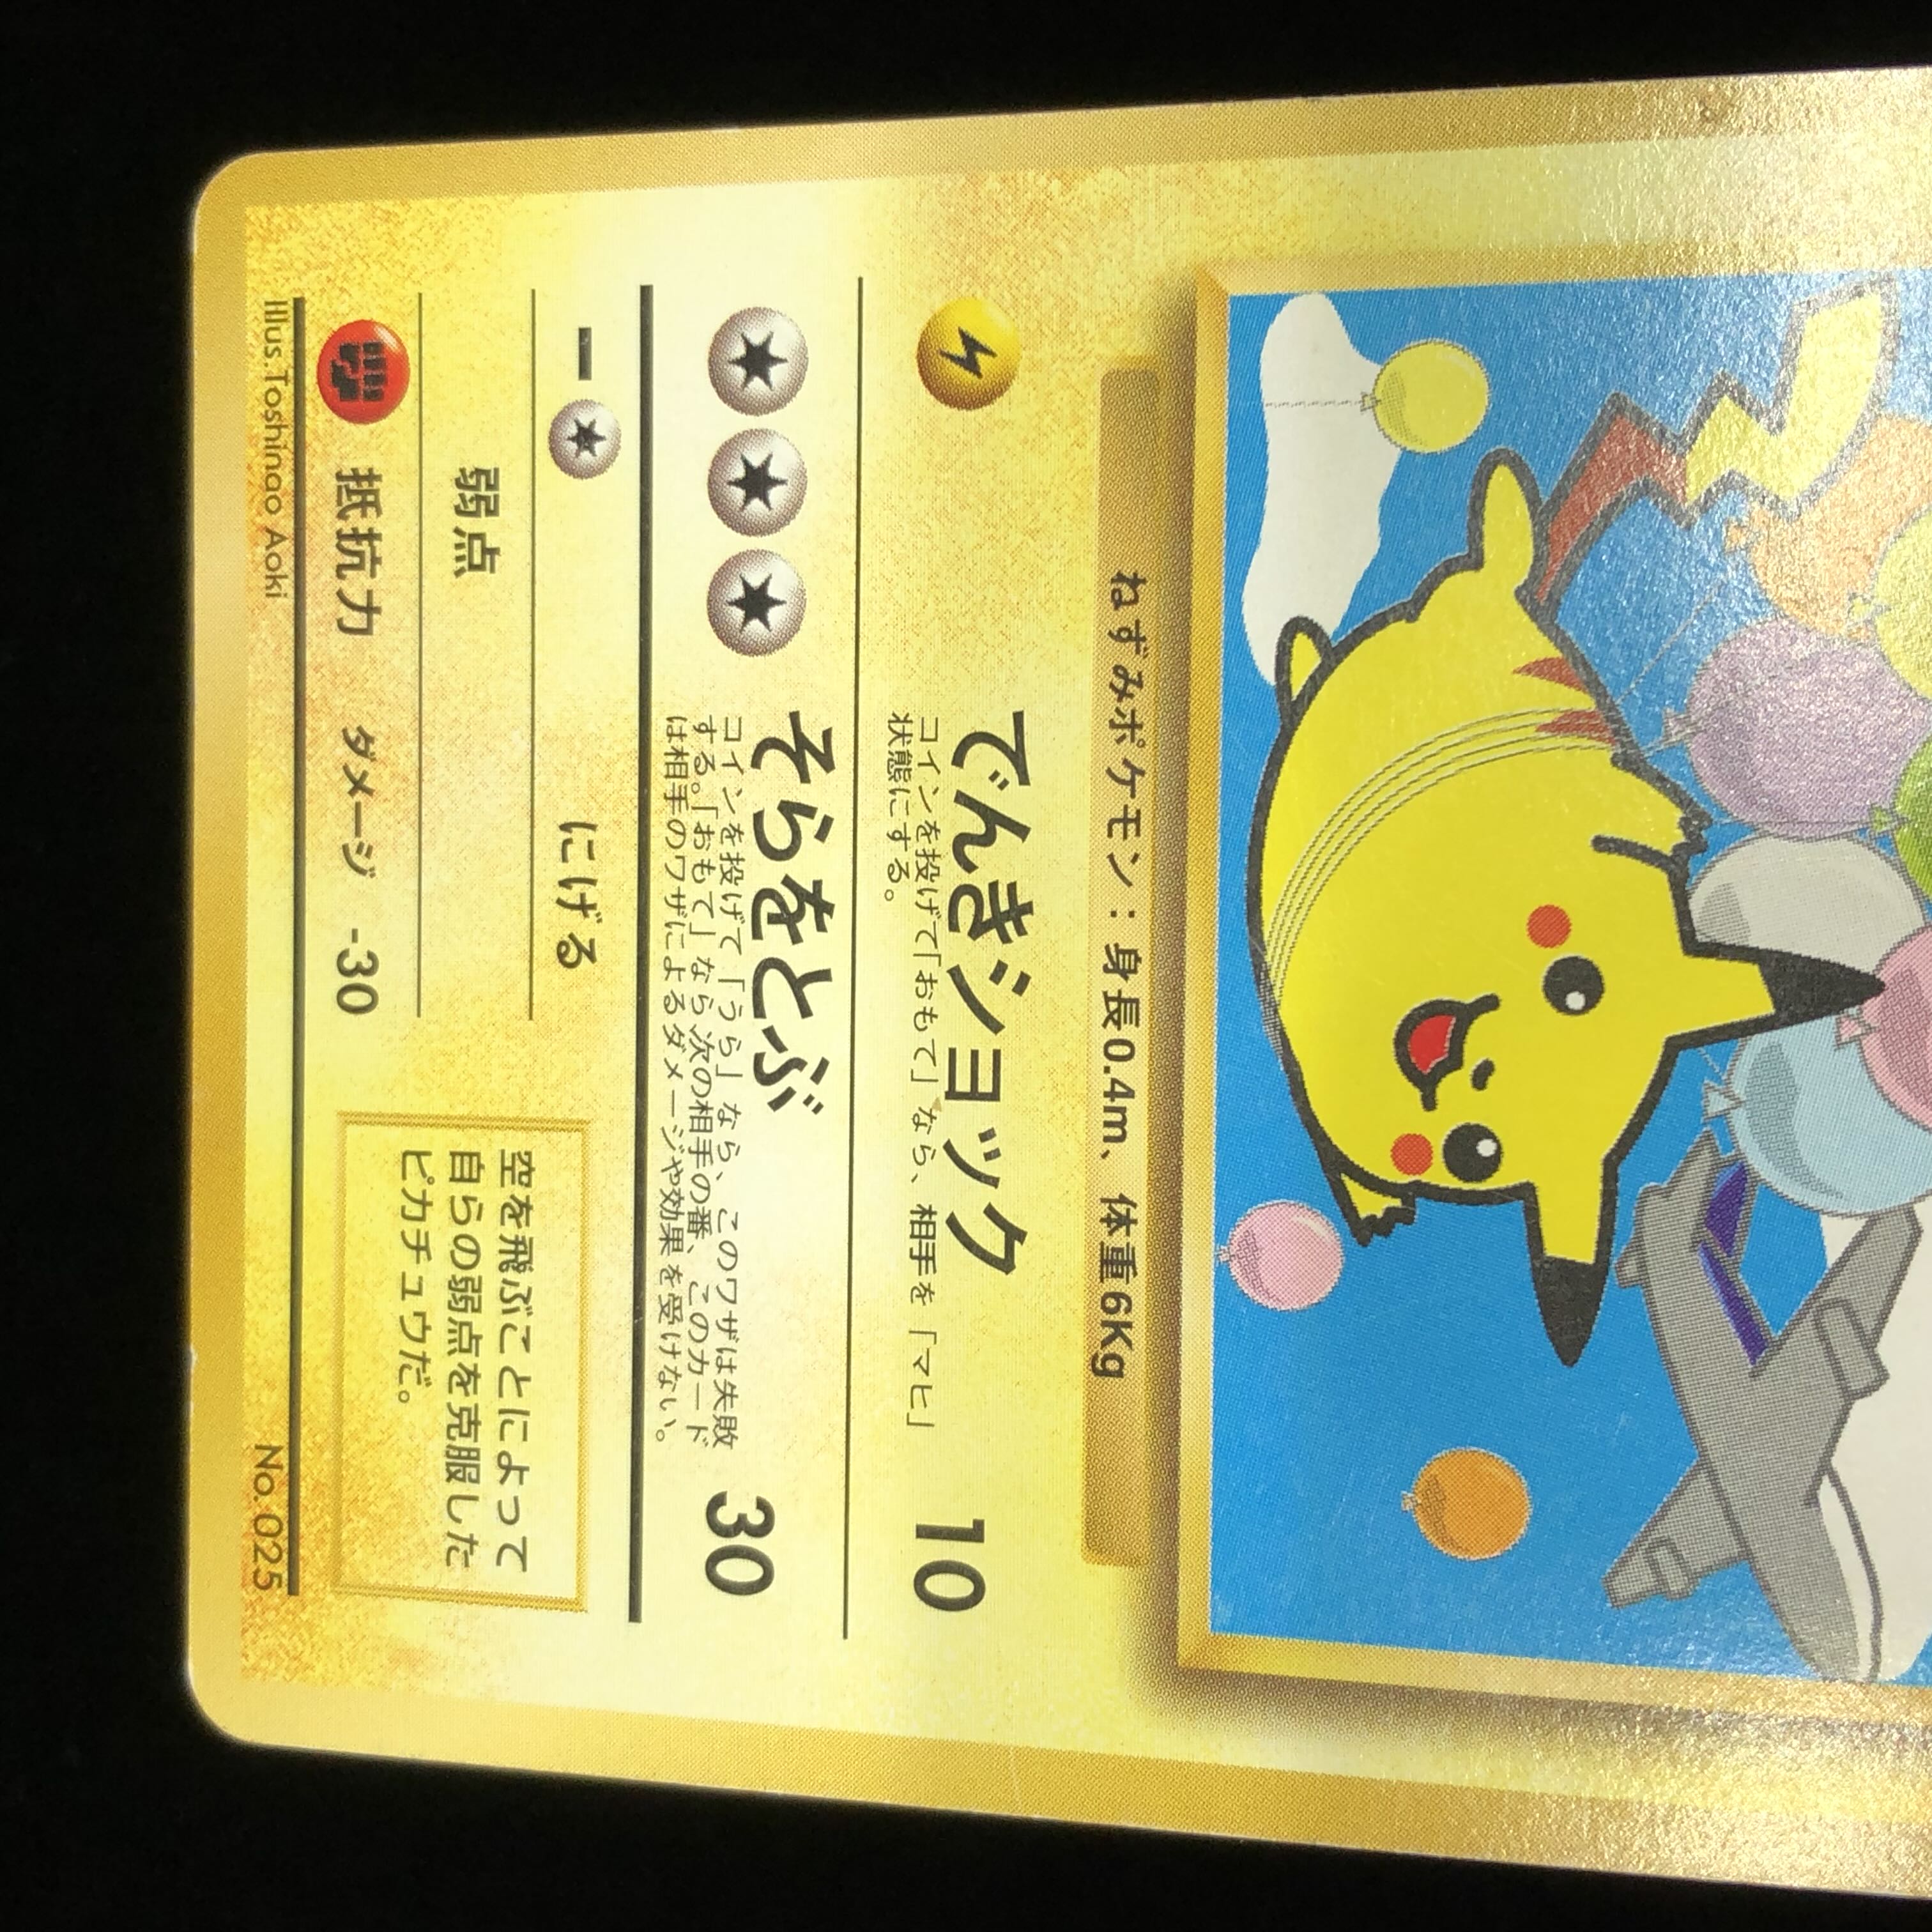 ねずみポケモン：身長0.4m、体重6Kg
でんきショック 10
コインを投げて「おもて」なら、相手を「マヒ」
状態にする。
そらをとぶ 30
コインを投げて「うら」なら、このワザは失敗
する。「おもて」なら次の相手の番、このカード
は相手のワザによるダメージや効果を受けない。
ー にげる
弱点
抵抗力 ダメージ -30
空を飛ぶことによって
自らの弱点を克服した
ピカチュウだ。
Illus.Toshinao Aoki No.025